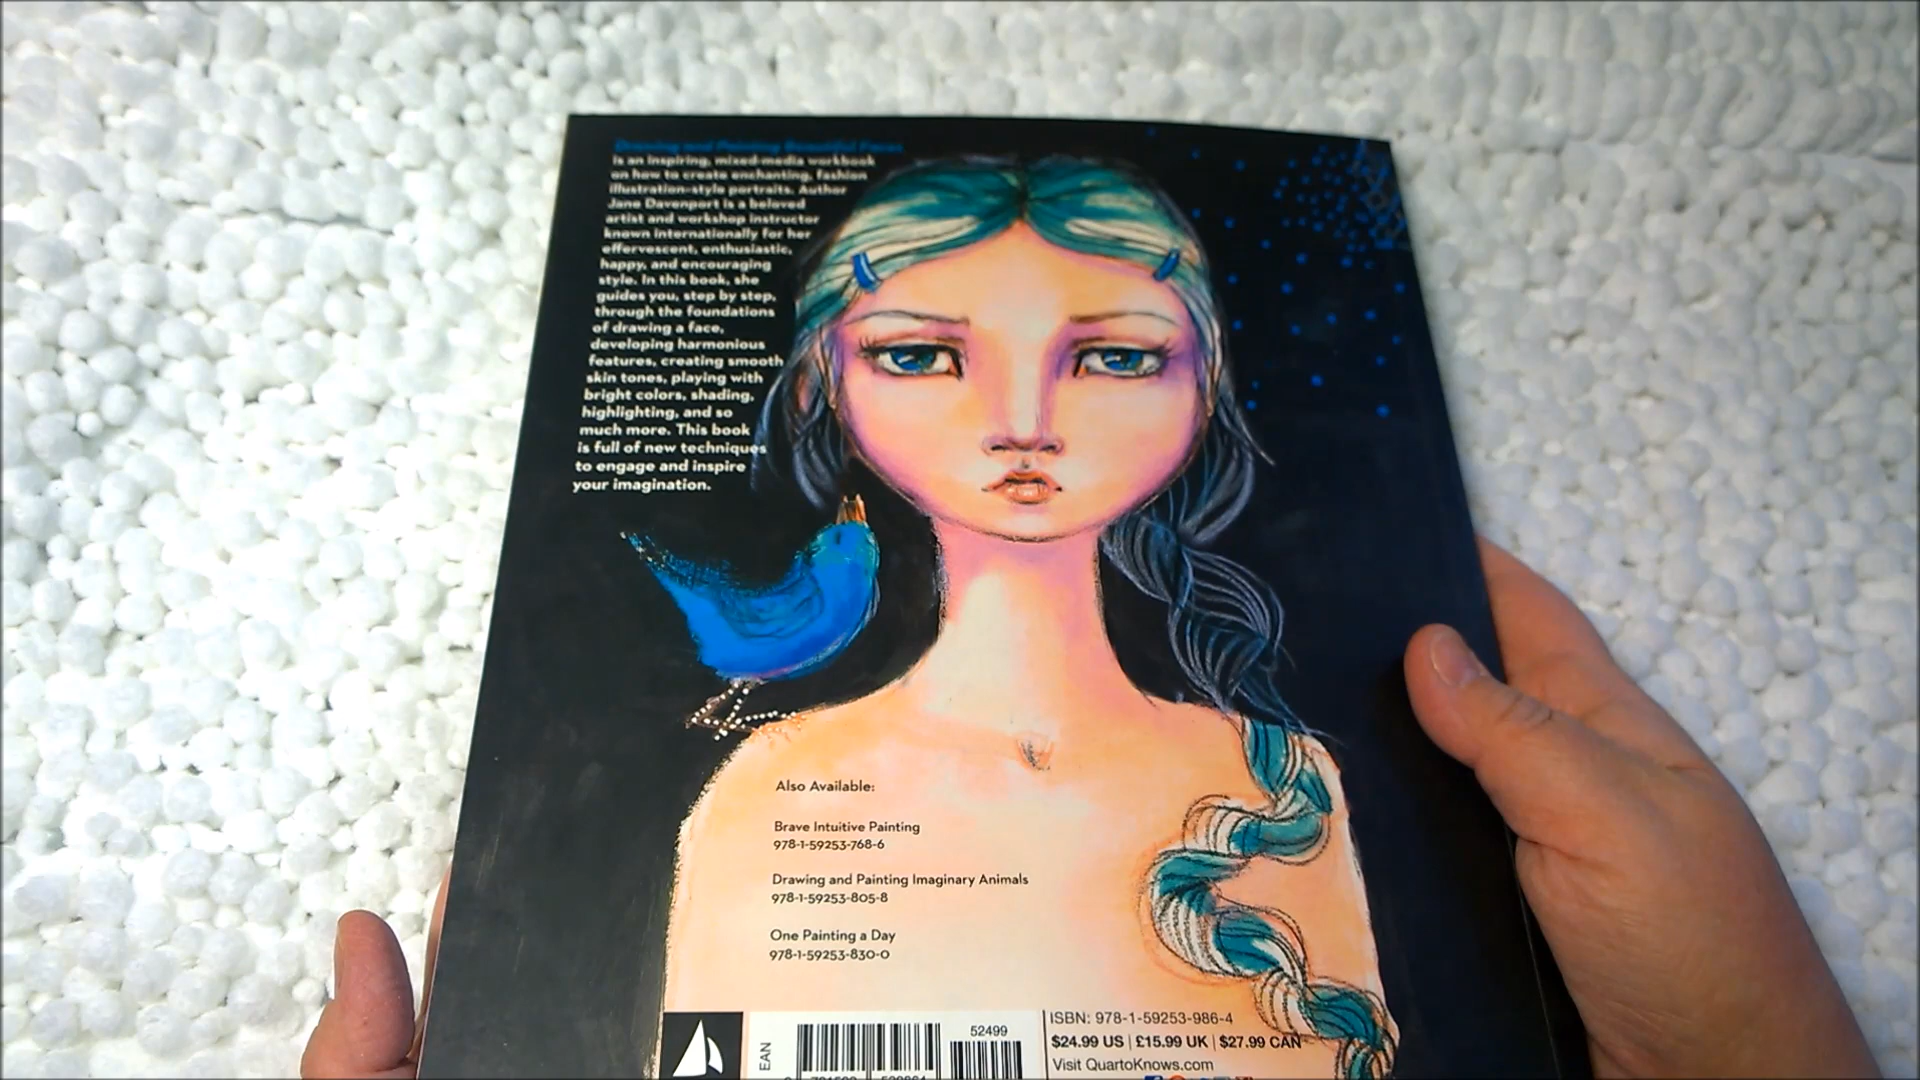 Drawing and Painting Beautiful Faces
is an inspiring, mixed-media workbook
on how to create enchanting, fashion
illustration-style portraits. Author
Jane Davenport is a beloved
artist and workshop instructor
known internationally for her
effervescent, enthusiastic,
happy, and encouraging
style. In this book, she
guides you, step by step,
through the foundations
of drawing a face,
developing harmonious
features, creating smooth
skin tones, playing with
bright colors, shading,
highlighting, and so
much more. This book
is full of new techniques
to engage and inspire
your imagination.
Also Available:
Brave Intuitive Painting
978-1-59253-768-6
Drawing and Painting Imaginary Animals
978-1-59253-805-8
One Painting a Day
978-1-59253-830-0
EAN
52499
ISBN: 978-1-59253-986-4
$24.99 US | £15.99 UK | $27.99 CAN
Visit QuartoKnows.com